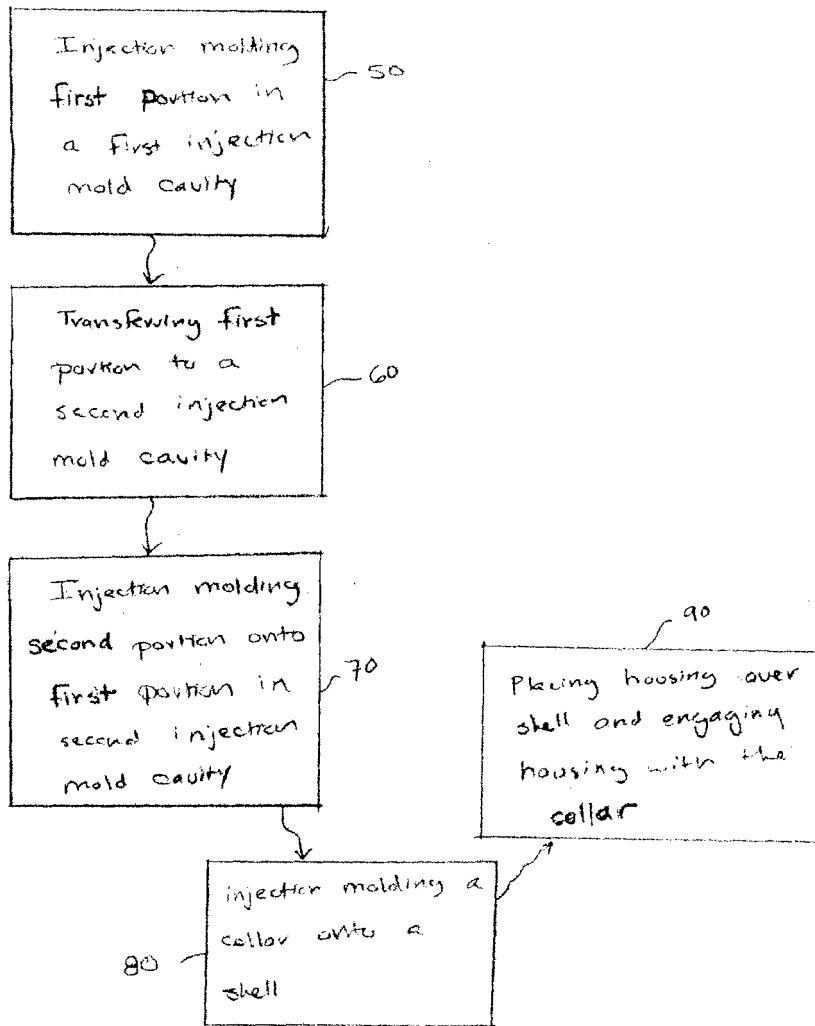 Injection molding
first portion in
a first injection
mold cavity
50
Transferring first
portion to a
second injection
mold cavity
60
Injection molding
second portion onto
first portion in
second injection
mold cavity
70
injection molding a
collar onto a
shell
80
90
Placing housing over
shell and engaging
housing with the
collar